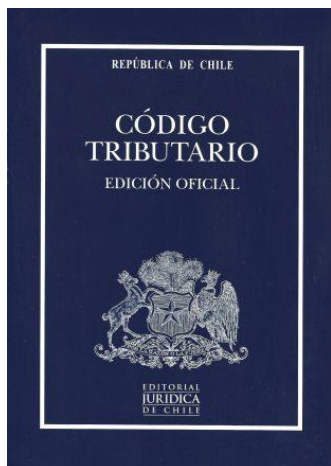 REPÚBLICA DE CHILE
CÓDIGO
TRIBUTARIO
EDICIÓN OFICIAL
EDITORIAL
JURIDICA
DE CHILE